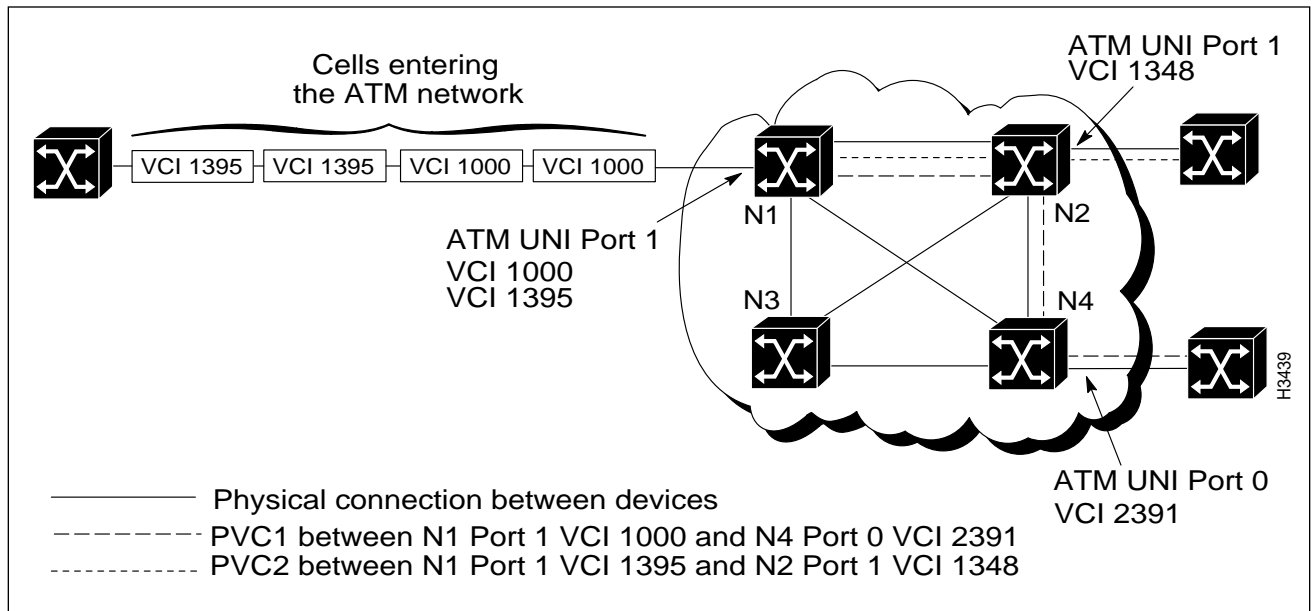 Cells entering
the ATM network
VCI 1395
VCI 1395
VCI 1000
VCI 1000
ATM UNI Port 1
VCI 1348
N1
N2
ATM UNI Port 1
VCI 1000
VCI 1395
N3
N4
H3439
ATM UNI Port 0
VCI 2391
Physical connection between devices
PVC1 between N1 Port 1 VCI 1000 and N4 Port 0 VCI 2391
PVC2 between N1 Port 1 VCI 1395 and N2 Port 1 VCI 1348